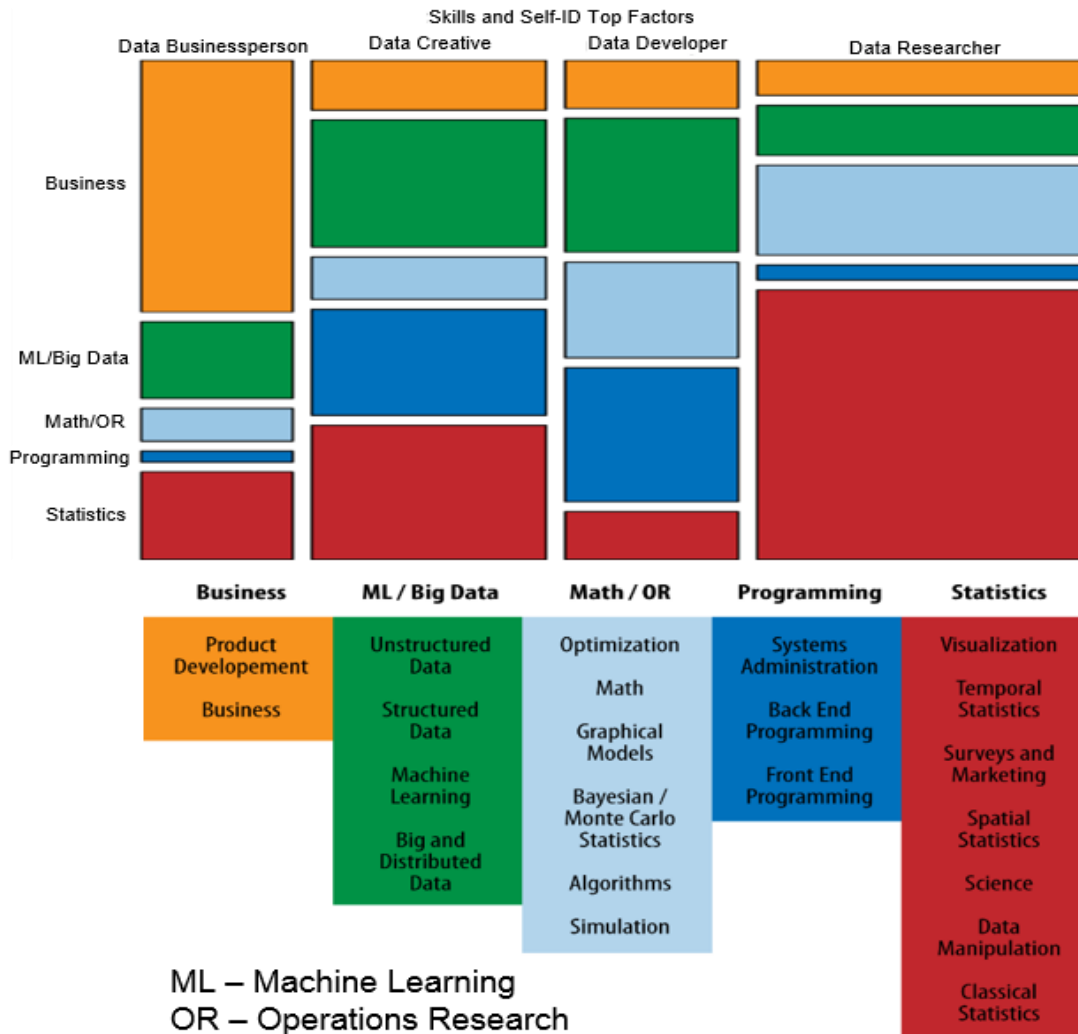 Skills and Self-ID Top Factors
Data Businessperson
Data Creative
Data Developer
Data Researcher
Business
ML/Big Data
Math/OR
Programming
Statistics
Business
Product
Developement
Business
ML / Big Data
Unstructured
Data
Structured
Data
Machine
Learning
Big and
Distributed
Data
Math / OR
Optimization
Math
Graphical
Models
Bayesian /
Monte Carlo
Statistics
Algorithms
Simulation
Programming
Systems
Administration
Back End
Programming
Front End
Programming
Statistics
Visualization
Temporal
Statistics
Surveys and
Marketing
Spatial
Statistics
Science
Data
Manipulation
Classical
Statistics
ML – Machine Learning
OR – Operations Research